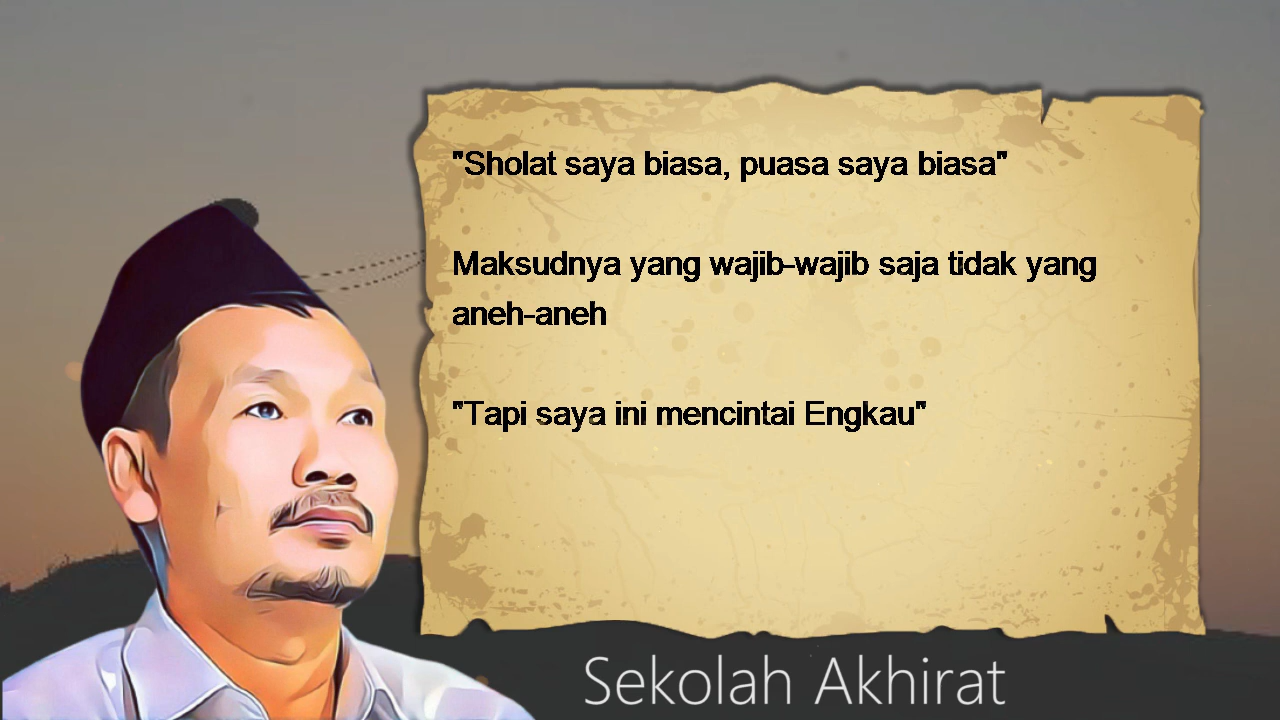 "Sholat saya biasa, puasa saya biasa"
Maksudnya yang wajib-wajib saja tidak yang
aneh-aneh
"Tapi saya ini mencintai Engkau"
Sekolah Akhirat